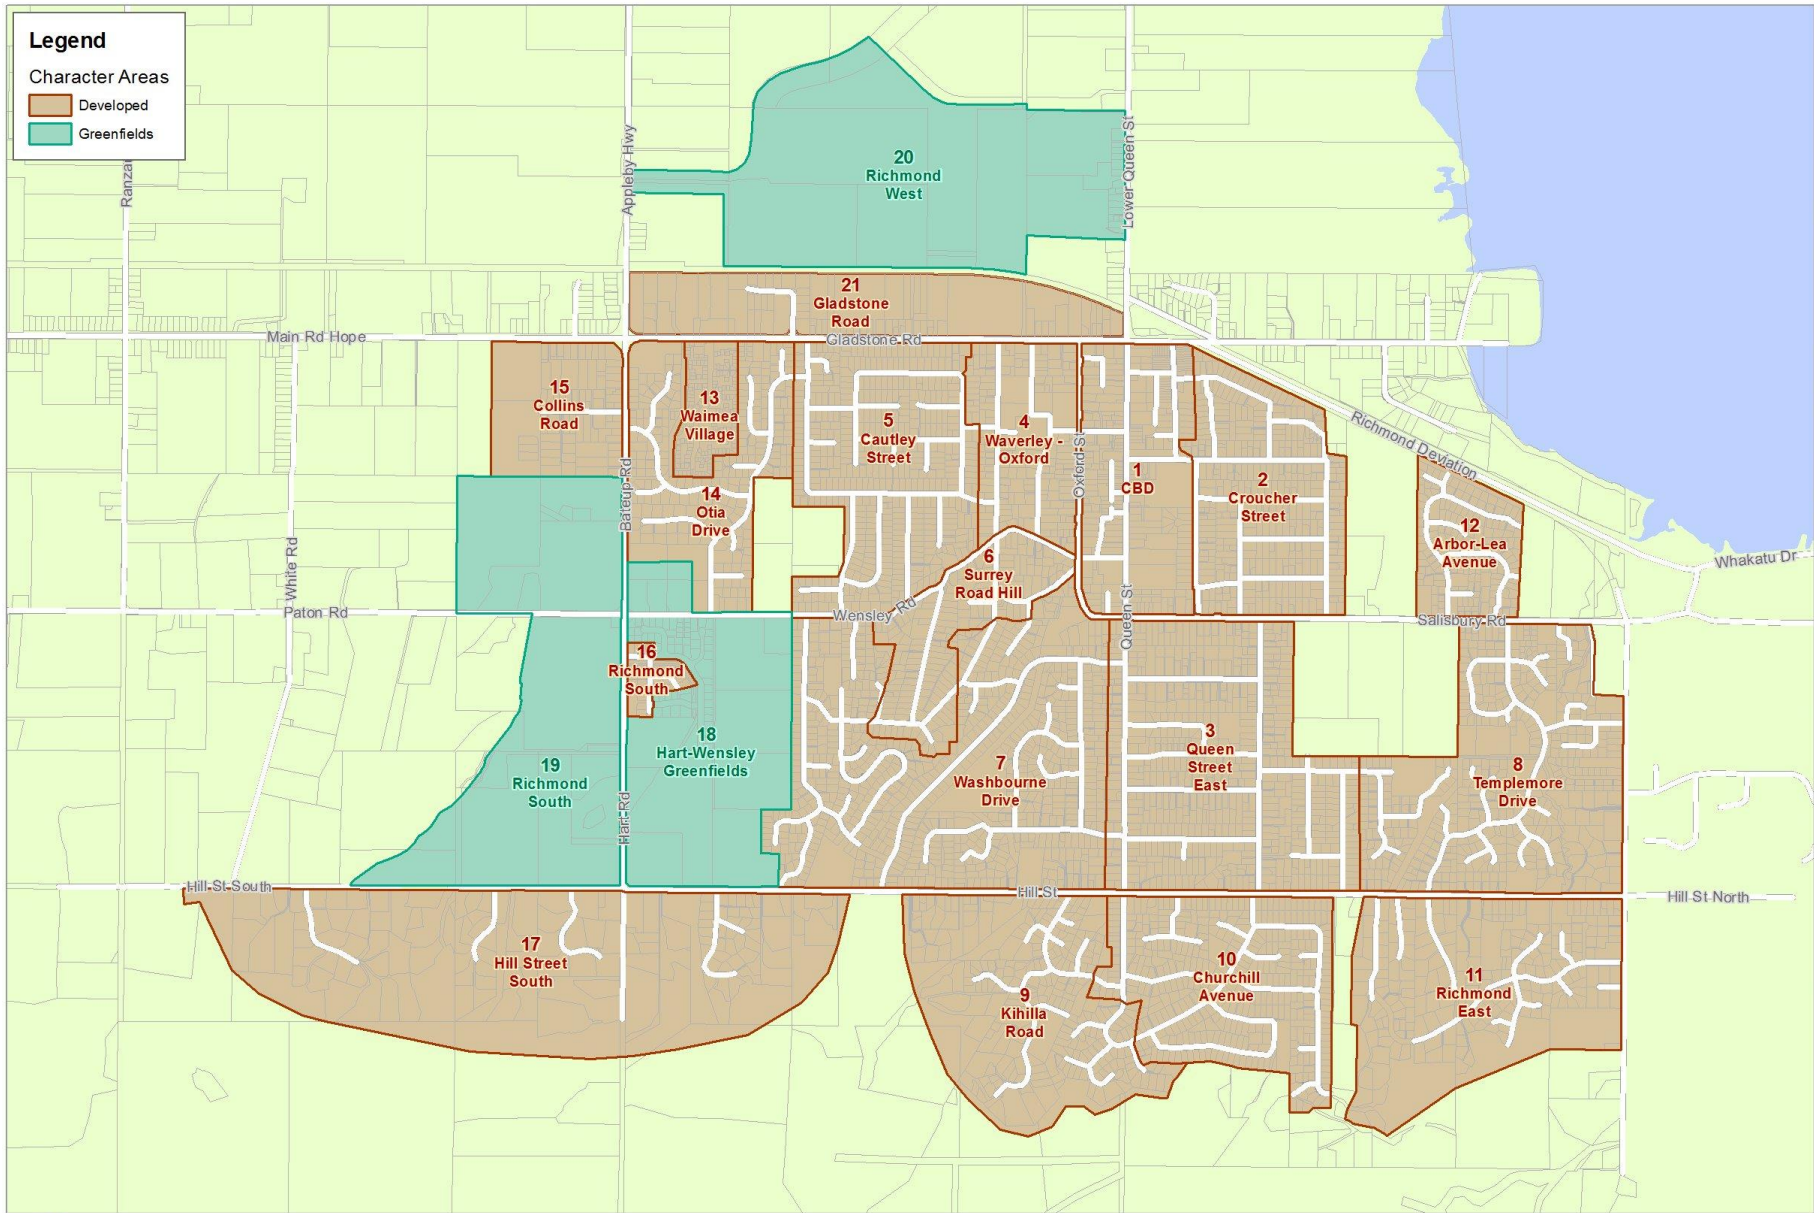 Legend
Character Areas
Developed
Greenfields
Appleby Hwy
Lower Queen St
20
Richmond
West
21
Gladstone
Road
Main Rd Hope
Gladstone Rd
15
Collins
Road
13
Waimea
Village
5
Cautley
Street
4
Waverley -
Oxford
Oxford St
1
CBD
2
Croucher
Street
Richmond Deviation
12
Arbor-Lea
Avenue
Whakatu Dr
Bateup Rd
14
Otia
Drive
White Rd
6
Surrey
Road Hill
Paton Rd
Wensley Rd
Queen St
Salisbury Rd
16
Richmond
South
18
Hart-Wensley
Greenfields
19
Richmond
South
Hart Rd
7
Washbourne
Drive
3
Queen
Street
East
8
Templemore
Drive
Hill St South
Hill St
Hill St North
17
Hill Street
South
9
Kihilla
Road
10
Churchill
Avenue
11
Richmond
East